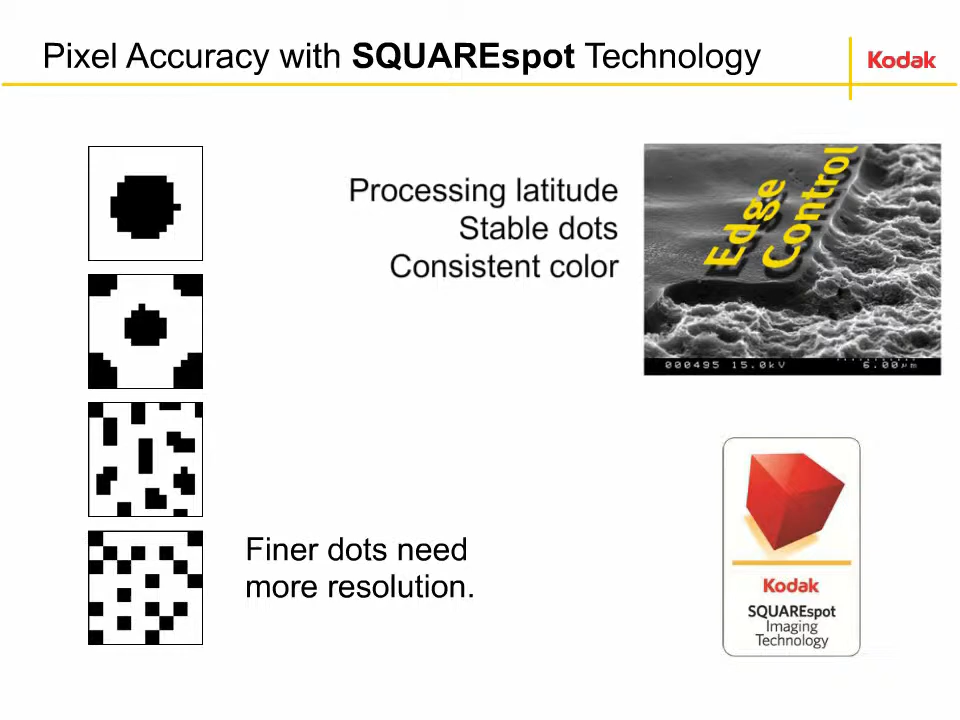 Pixel Accuracy with SQUAREspot Technology
Kodak
Processing latitude
Stable dots
Consistent color
Edge
Control
000495 15.0kV 6.00µm
Finer dots need
more resolution.
Kodak
SQUAREspot
Imaging
Technology